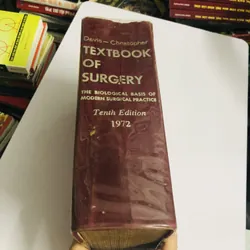 Davis - Christopher
TEXTBOOK
OF
SURGERY
THE BIOLOGICAL BASIS OF
MODERN SURGICAL PRACTICE
Tenth Edition
1972